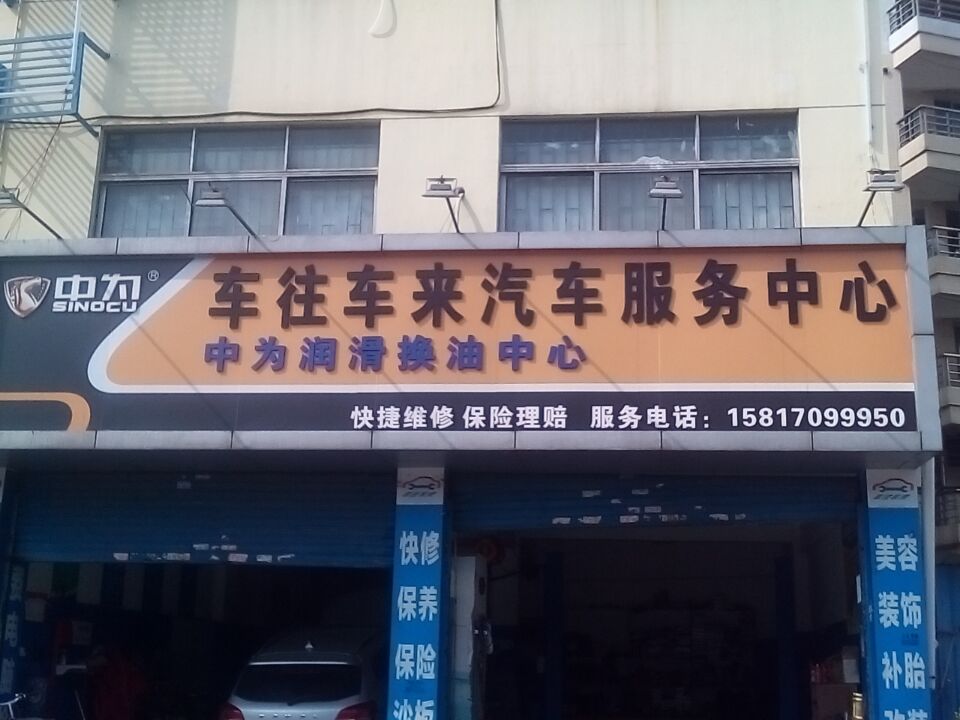 中为®
SINOCU
车往车来汽车服务中心
中为润滑换油中心
快捷维修 保险理赔 服务电话：15817099950
快修
保养
保险
美容
装饰
补胎